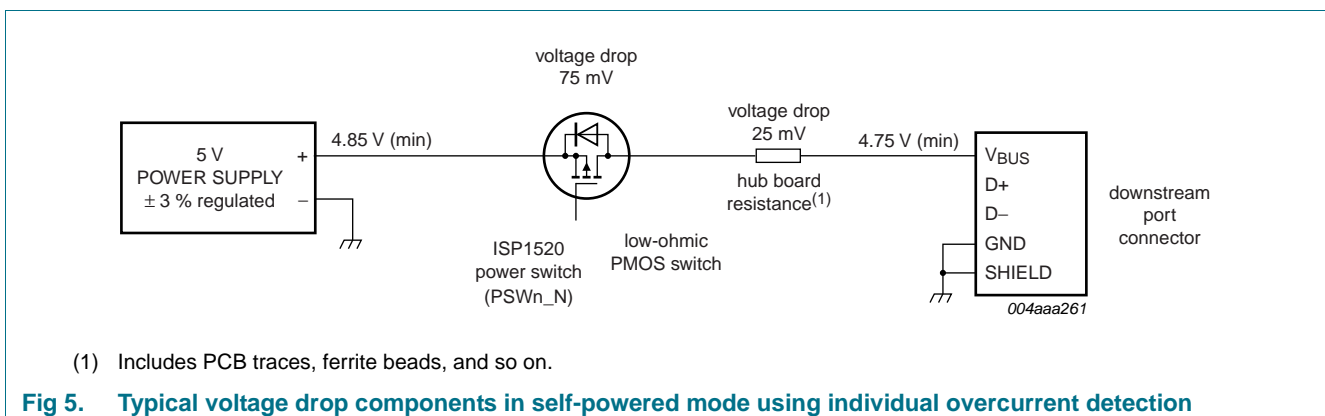 voltage drop
75 mV
voltage drop
25 mV
4.85 V (min)
4.75 V (min)
5 V
POWER SUPPLY
± 3 % regulated
+
−
hub board
resistance(1)
ISP1520
power switch
(PSWn_N)
low-ohmic
PMOS switch
VBUS
D+
D−
GND
SHIELD
downstream
port
connector
004aaa261
(1) Includes PCB traces, ferrite beads, and so on.
Fig 5. Typical voltage drop components in self-powered mode using individual overcurrent detection